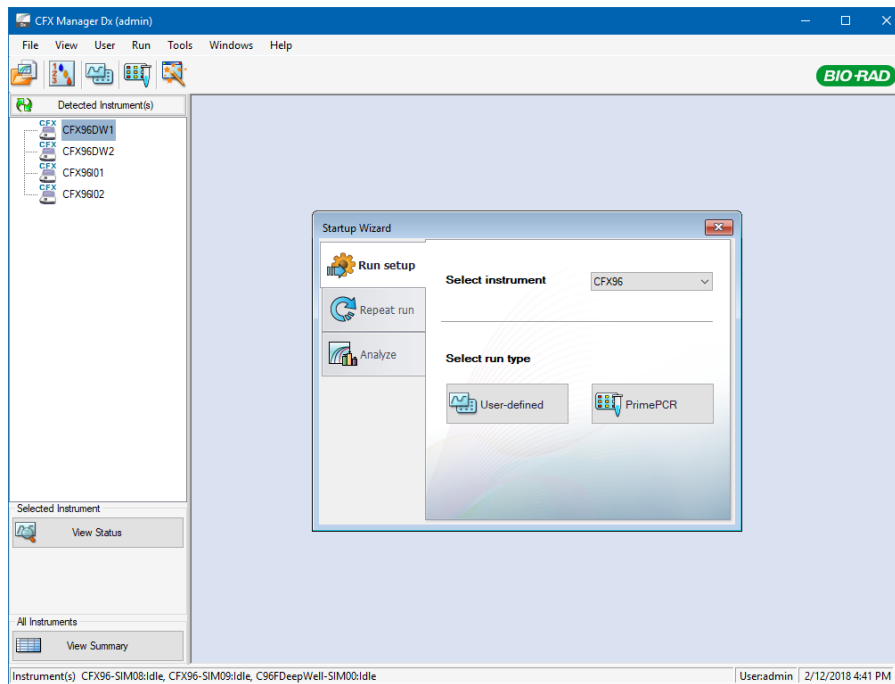 CFX Manager Dx (admin)
File View User Run Tools Windows Help
BIO-RAD
Detected Instrument(s)
CFX CFX96DW1
CFX CFX96DW2
CFX CFX96I01
CFX CFX96I02
Startup Wizard
Run setup
Select instrument CFX96
Repeat run
Analyze
Select run type
User-defined PrimePCR
Selected Instrument
View Status
All Instruments
View Summary
Instrument(s) CFX96-SIM08:Idle, CFX96-SIM09:Idle, C96FDeepWell-SIM00:Idle User:admin 2/12/2018 4:41 PM